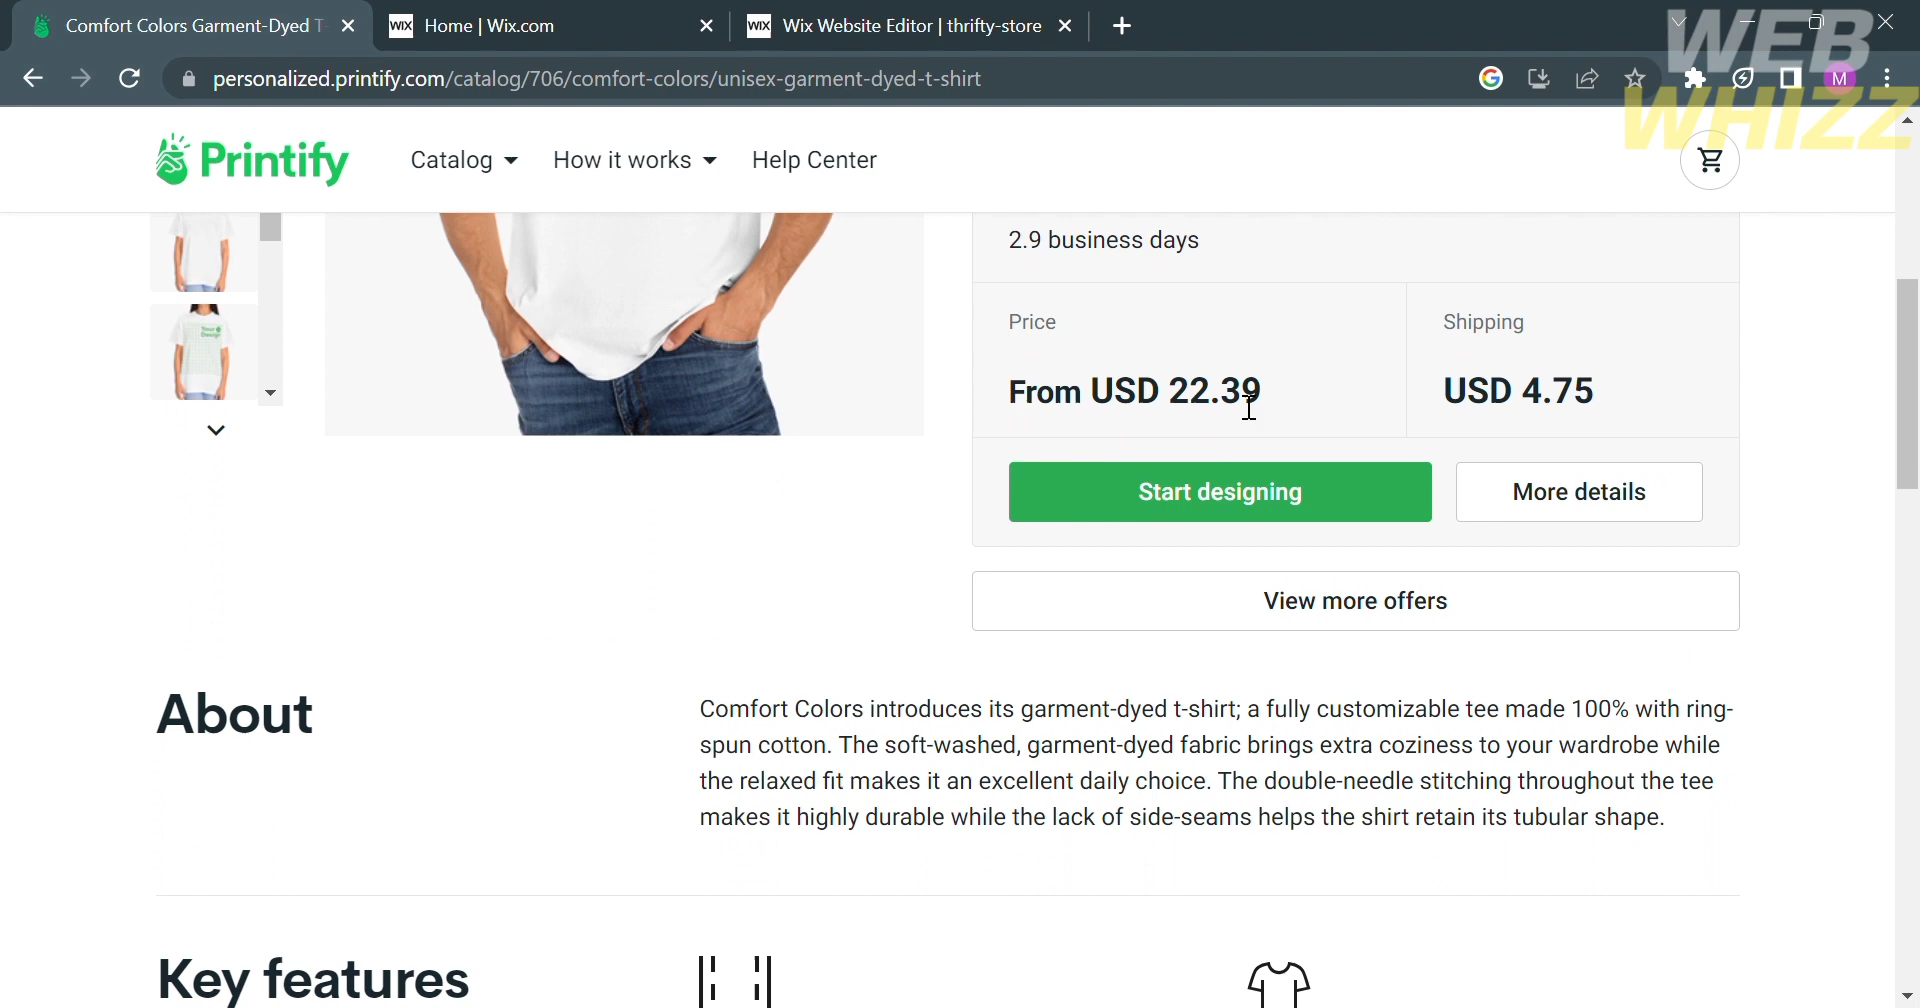 Comfort Colors Garment-Dyed T
WiX Home | Wix.com
WiX Wix Website Editor | thrifty-store
WEB
WHIZZ
personalized.printify.com/catalog/706/comfort-colors/unisex-garment-dyed-t-shirt
G
M
Printify
Catalog
How it works
Help Center
Your
Design
2.9 business days
Price
Shipping
From USD 22.39
USD 4.75
Start designing
More details
View more offers
About
Comfort Colors introduces its garment-dyed t-shirt; a fully customizable tee made 100% with ring-
spun cotton. The soft-washed, garment-dyed fabric brings extra coziness to your wardrobe while
the relaxed fit makes it an excellent daily choice. The double-needle stitching throughout the tee
makes it highly durable while the lack of side-seams helps the shirt retain its tubular shape.
Key features